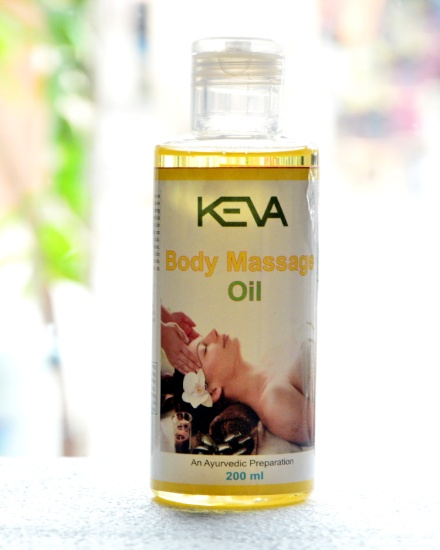 KEVA
Body Massage
Oil
An Ayurvedic Preparation
200 ml